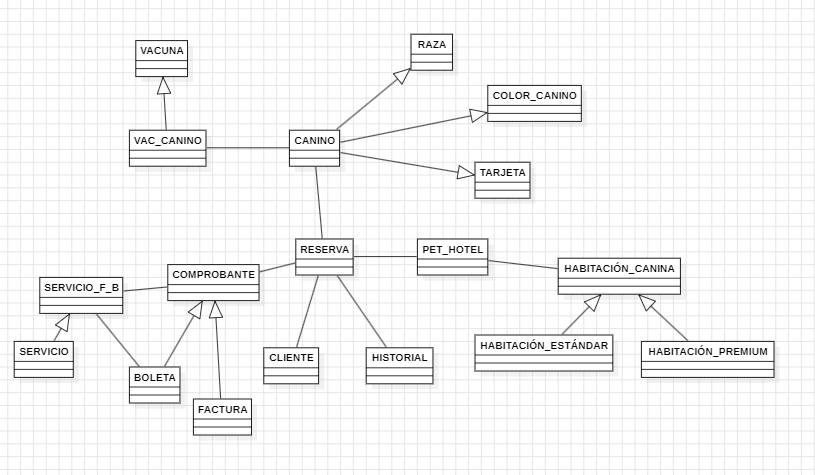 RAZA
VACUNA
COLOR_CANINO
VAC_CANINO
CANINO
TARJETA
RESERVA
PET_HOTEL
HABITACIÓN_CANINA
COMPROBANTE
SERVICIO_F_B
SERVICIO
HABITACIÓN_ESTÁNDAR
HABITACIÓN_PREMIUM
CLIENTE
HISTORIAL
BOLETA
FACTURA